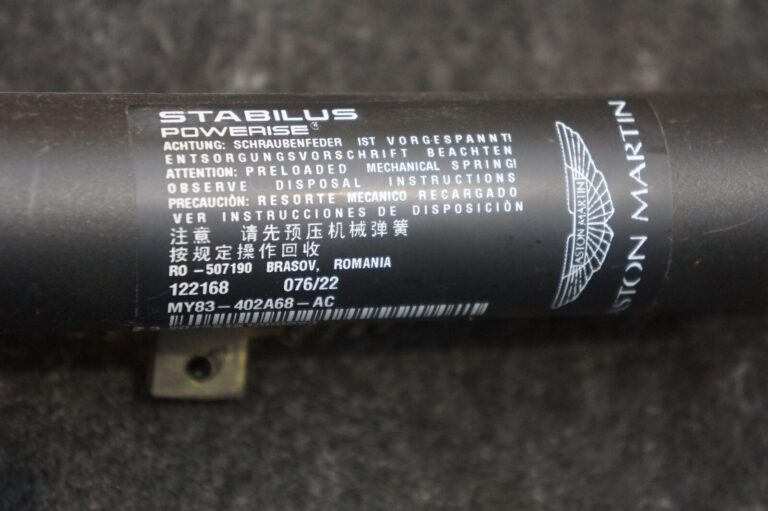 STABILUS
POWERISE®
ACHTUNG: SCHRAUBENFEDER IST VORGESPANNT!
ENTSORGUNGSVORSCHRIFT BEACHTEN
ATTENTION: PRELOADED MECHANICAL SPRING!
OBSERVE DISPOSAL INSTRUCTIONS
PRECAUCIÓN: RESORTE MECANICO RECARGADO
VER INSTRUCCIONES DE DISPOSICIÓN
注意 请先预压机械弹簧
按规定操作回收
RO-507190 BRASOV, ROMANIA
122168 076/22
MY83-402A68-AC
ASTON MARTIN
ASTON MARTIN